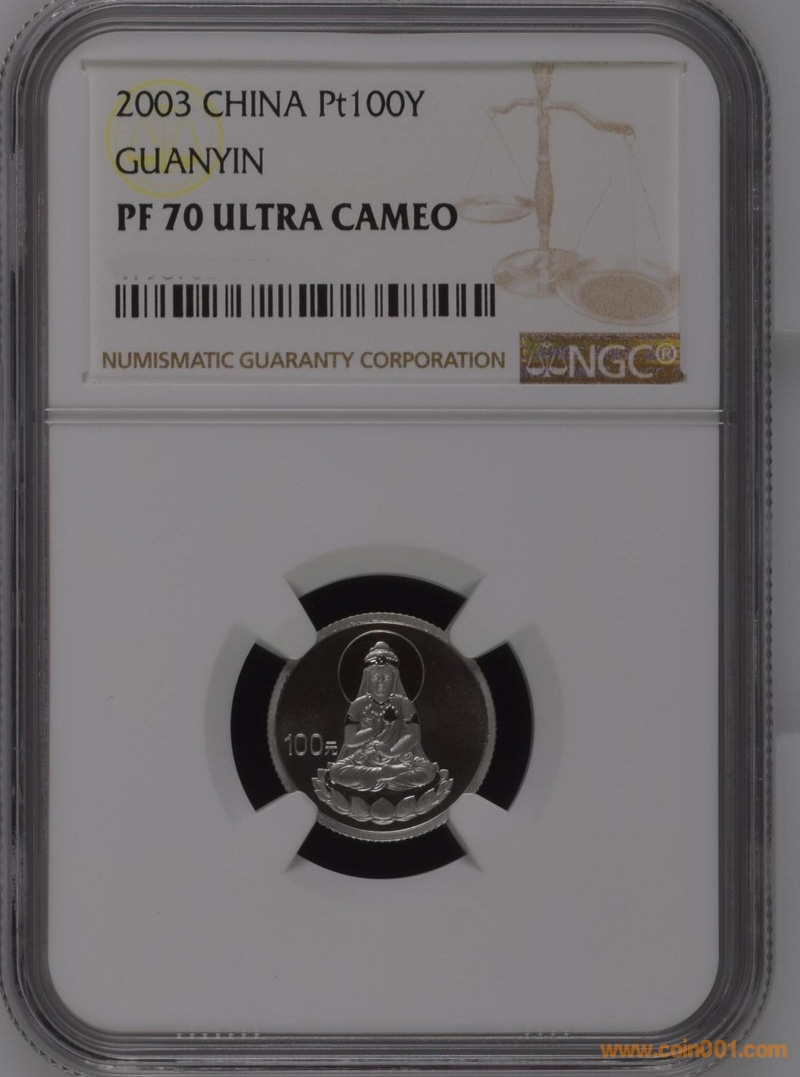 2003 CHINA Pt100Y
GUANYIN
PF 70 ULTRA CAMEO
NUMISMATIC GUARANTY CORPORATION
NGC®
100元
www.coin001.com